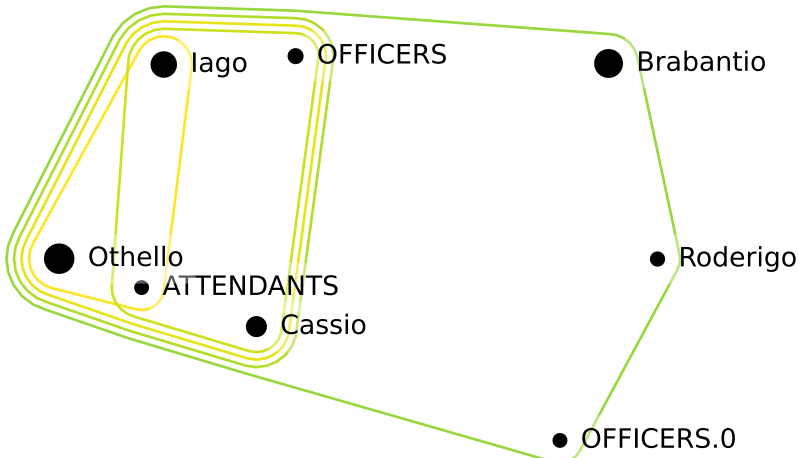 Iago
OFFICERS
Brabantio
Othello
Roderigo
ATTENDANTS
Cassio
OFFICERS.0